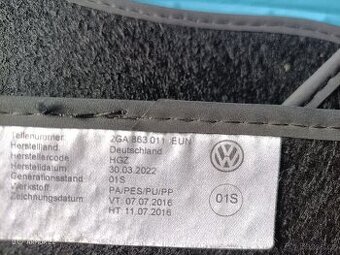 Teilenummer 2GA 863 011 EUN
Herstelland Deutschland
Herstellercode HGZ
Herstelldatum 30.03.2022
Generationsstand 01S
Werkstoff PA/PES/PU/PP
Zeichnungsdatum VT 07.07.2016
HT 11.07.2016
01S